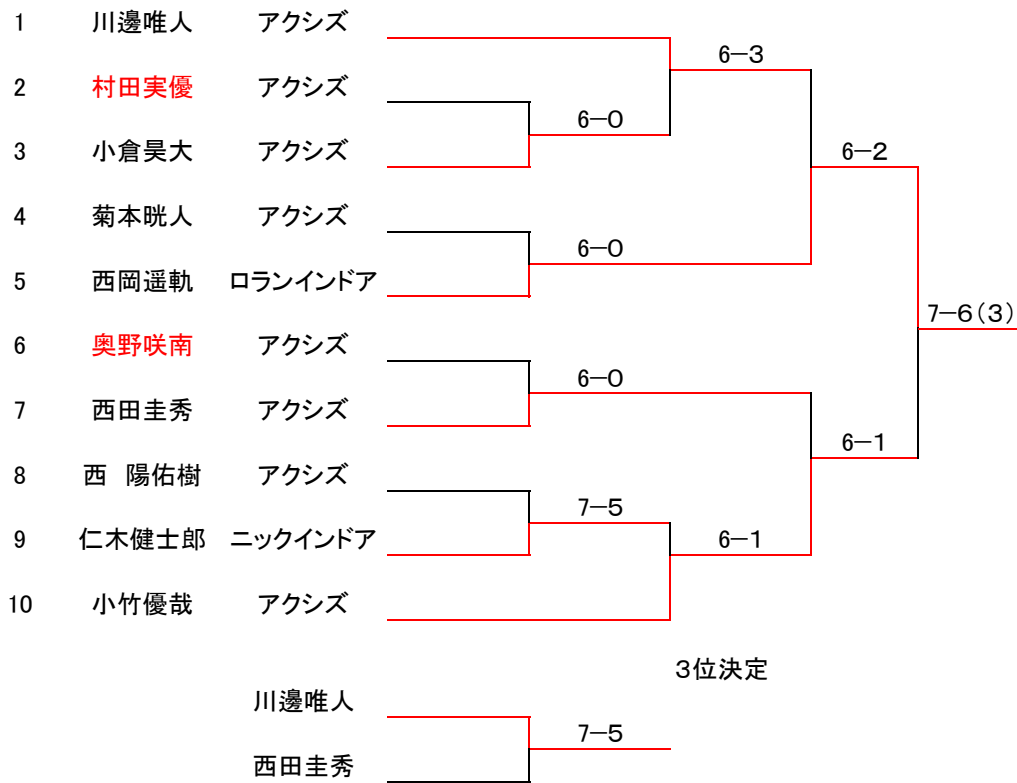 1 川邊唯人 アクシズ
6−3
2 村田実優 アクシズ
6−0
3 小倉昊大 アクシズ
6−2
4 菊本晄人 アクシズ
6−0
5 西岡遥軌 ロランインドア
7−6(3)
6 奥野咲南 アクシズ
6−0
7 西田圭秀 アクシズ
6−1
8 西　陽佑樹 アクシズ
7−5
9 仁木健士郎 ニックインドア
6−1
10 小竹優哉 アクシズ
3位決定
川邊唯人
7−5
西田圭秀